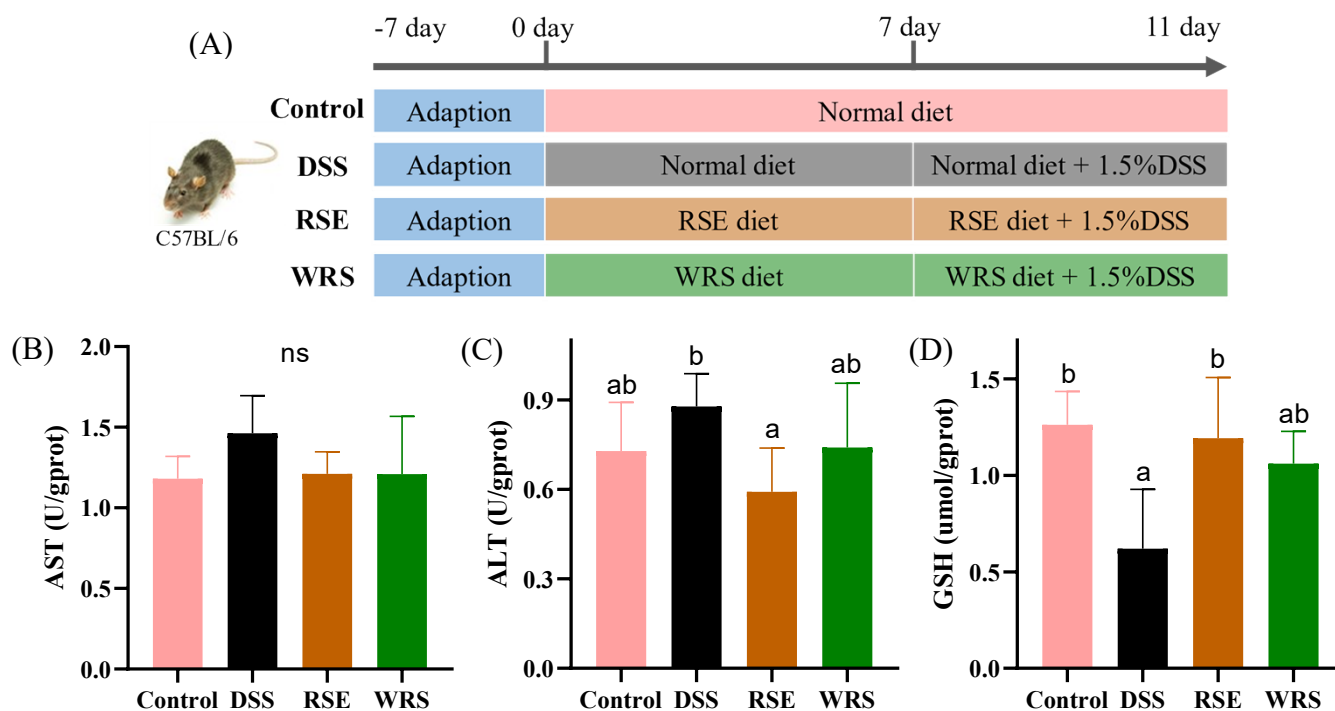 (A)
-7 day 0 day 7 day 11 day
Control Adaption Normal diet
DSS Adaption Normal diet Normal diet + 1.5%DSS
RSE Adaption RSE diet RSE diet + 1.5%DSS
WRS Adaption WRS diet WRS diet + 1.5%DSS
C57BL/6
(B)
ns
AST (U/gprot)
2.0
1.5
1.0
0.5
0.0
Control DSS RSE WRS
(C)
ab b a ab
ALT (U/gprot)
0.9
0.6
0.3
0.0
Control DSS RSE WRS
(D)
b a b ab
GSH (umol/gprot)
1.5
1.0
0.5
0.0
Control DSS RSE WRS